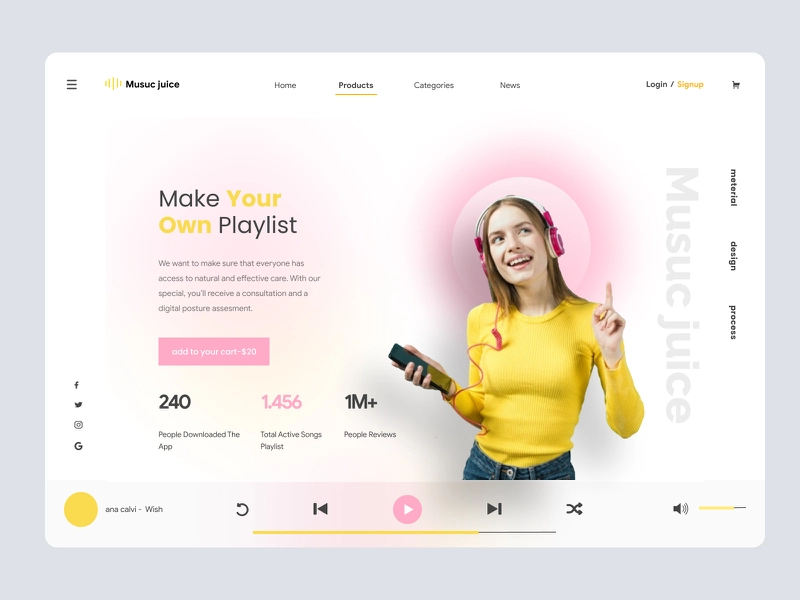 Musuc juice
Home
Products
Categories
News
Login / Signup
Make Your
Own Playlist
We want to make sure that everyone has
access to natural and effective care. With our
special, you'll receive a consultation and a
digital posture assesment.
add to your cart-$20
240
People Downloaded The
App
1.456
Total Active Songs
Playlist
1M+
People Reviews
Musuc juice
meterial
design
process
ana calvi - Wish